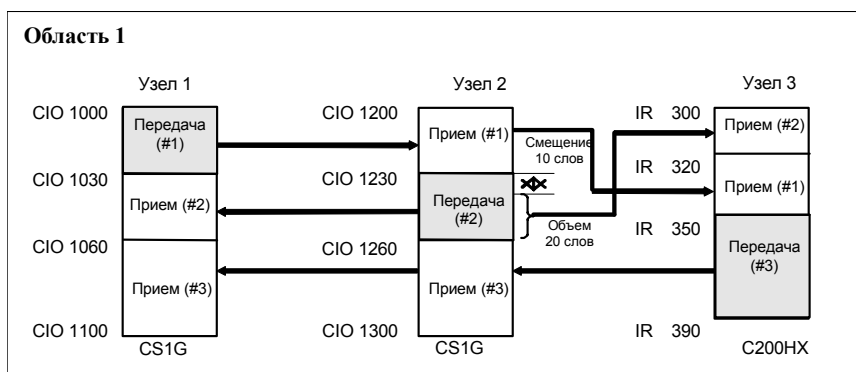 Область 1
Узел 1
Узел 2
Узел 3
CIO 1000
Передача
(#1)
CIO 1200
Прием (#1)
Смещение
10 слов
IR 300
Прием (#2)
CIO 1030
Прием (#2)
CIO 1230
Передача
(#2)
Объем
20 слов
IR 320
Прием (#1)
CIO 1060
Прием (#3)
CIO 1260
Прием (#3)
IR 350
Передача
(#3)
CIO 1100
CIO 1300
IR 390
CS1G
CS1G
C200HX